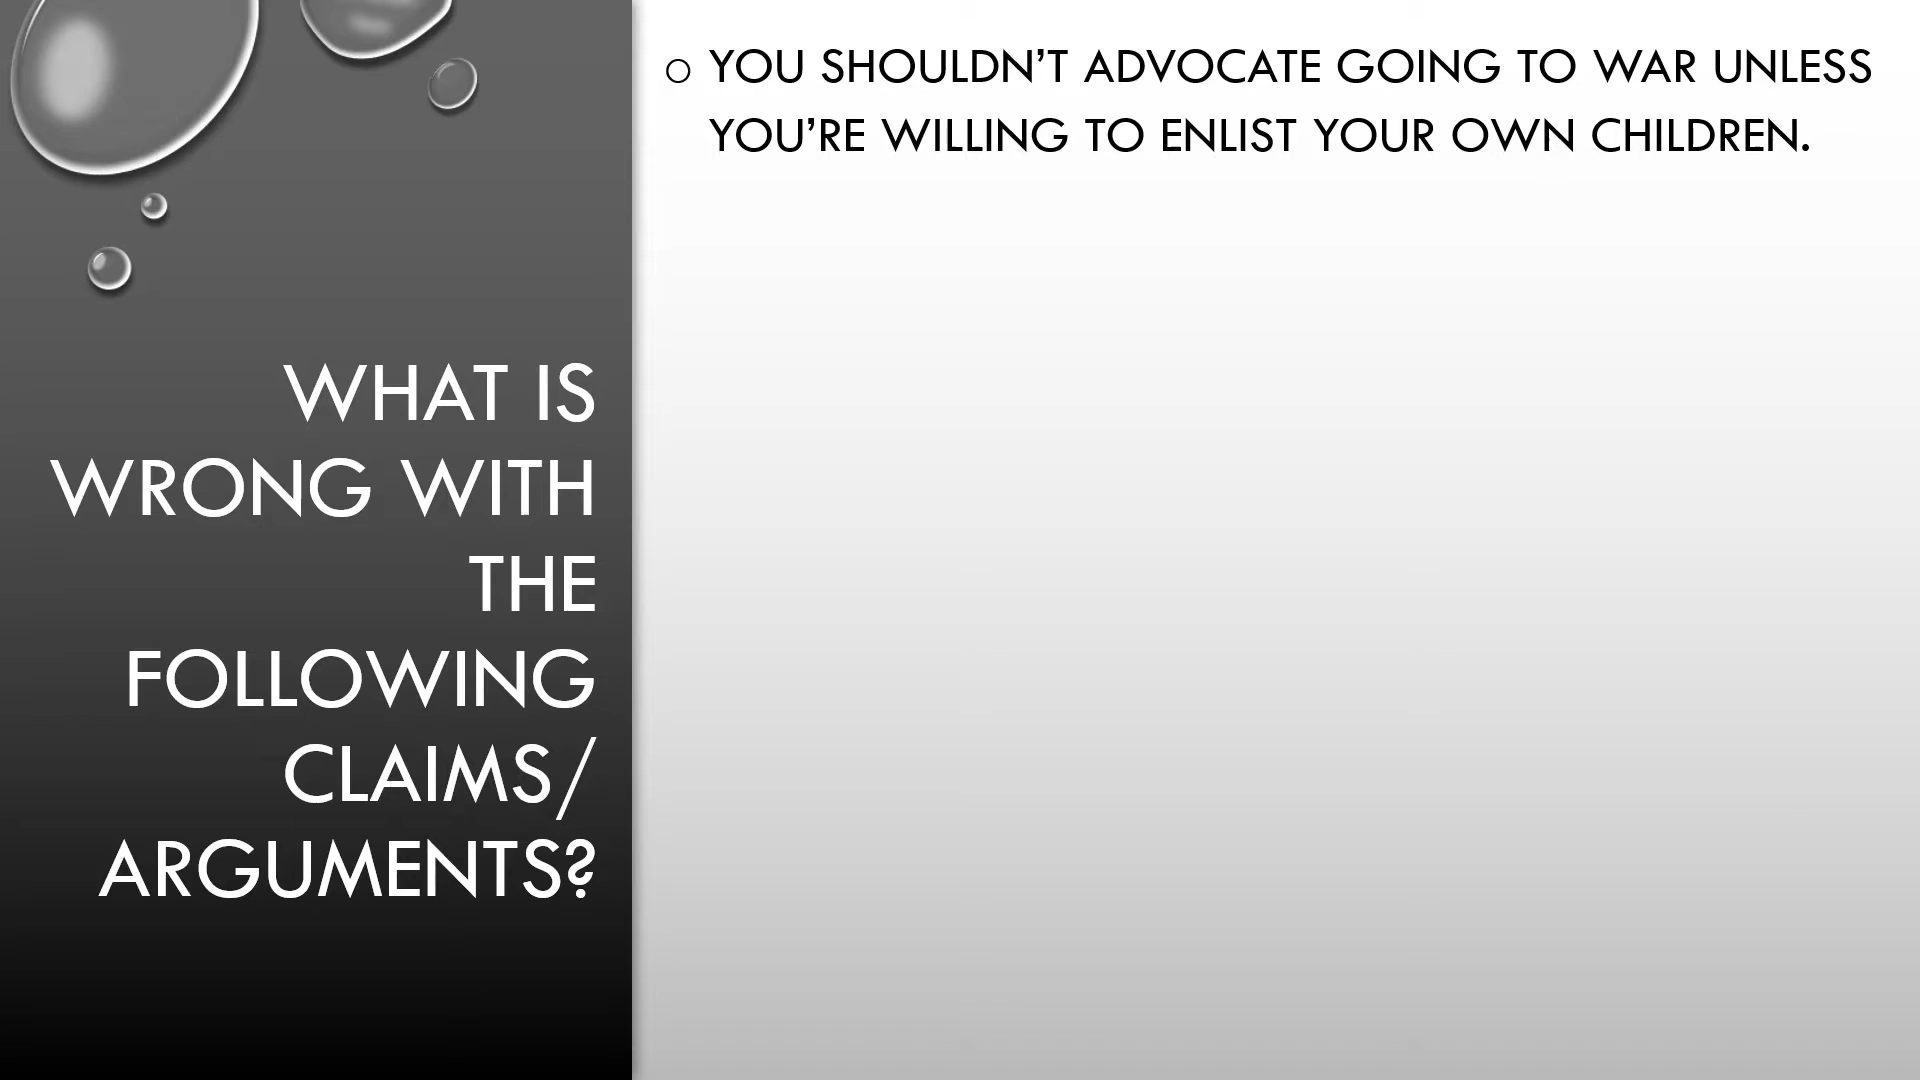 WHAT IS
WRONG WITH
THE
FOLLOWING
CLAIMS/
ARGUMENTS?
○ YOU SHOULDN’T ADVOCATE GOING TO WAR UNLESS
YOU’RE WILLING TO ENLIST YOUR OWN CHILDREN.